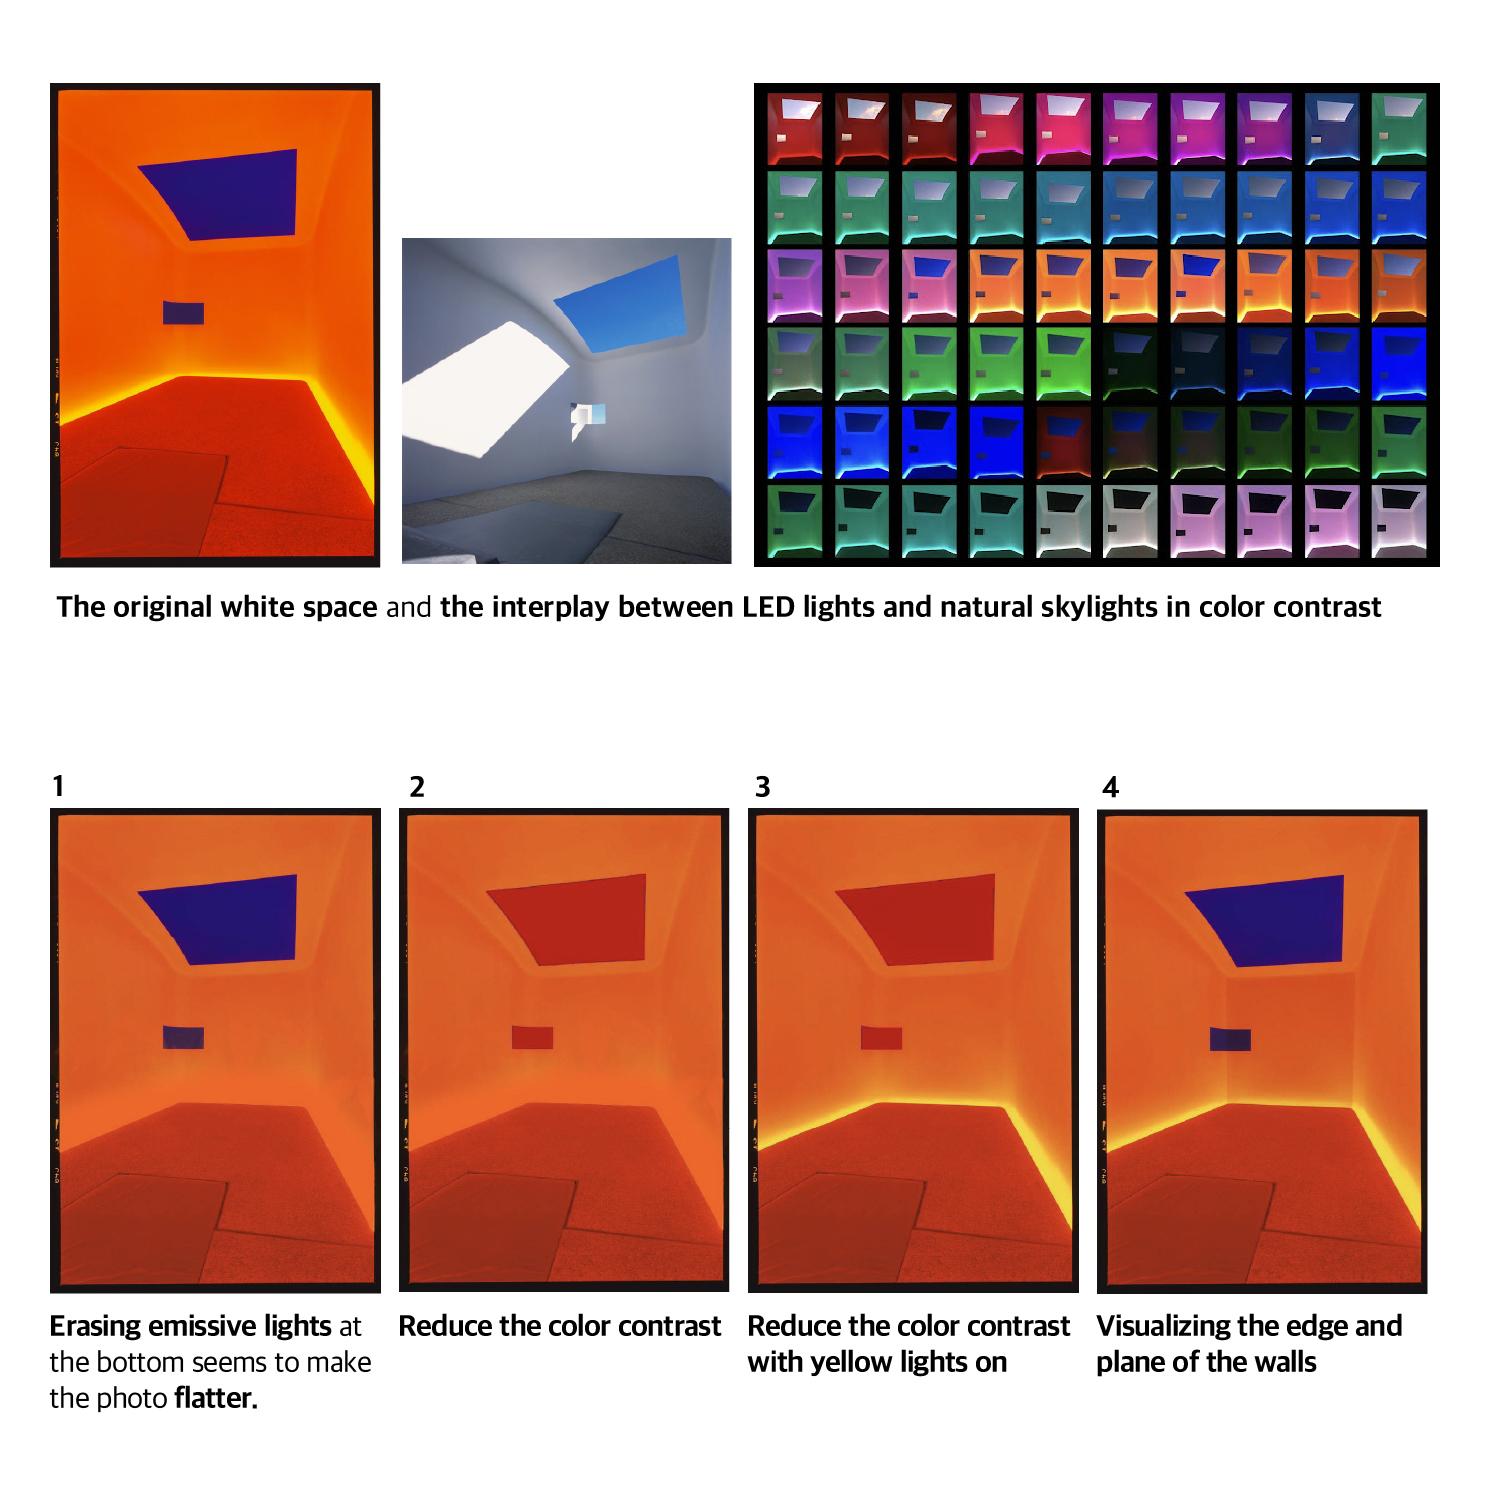 The original white space and the interplay between LED lights and natural skylights in color contrast
1
2
3
4
Erasing emissive lights at
the bottom seems to make
the photo flatter.
Reduce the color contrast
Reduce the color contrast
with yellow lights on
Visualizing the edge and
plane of the walls